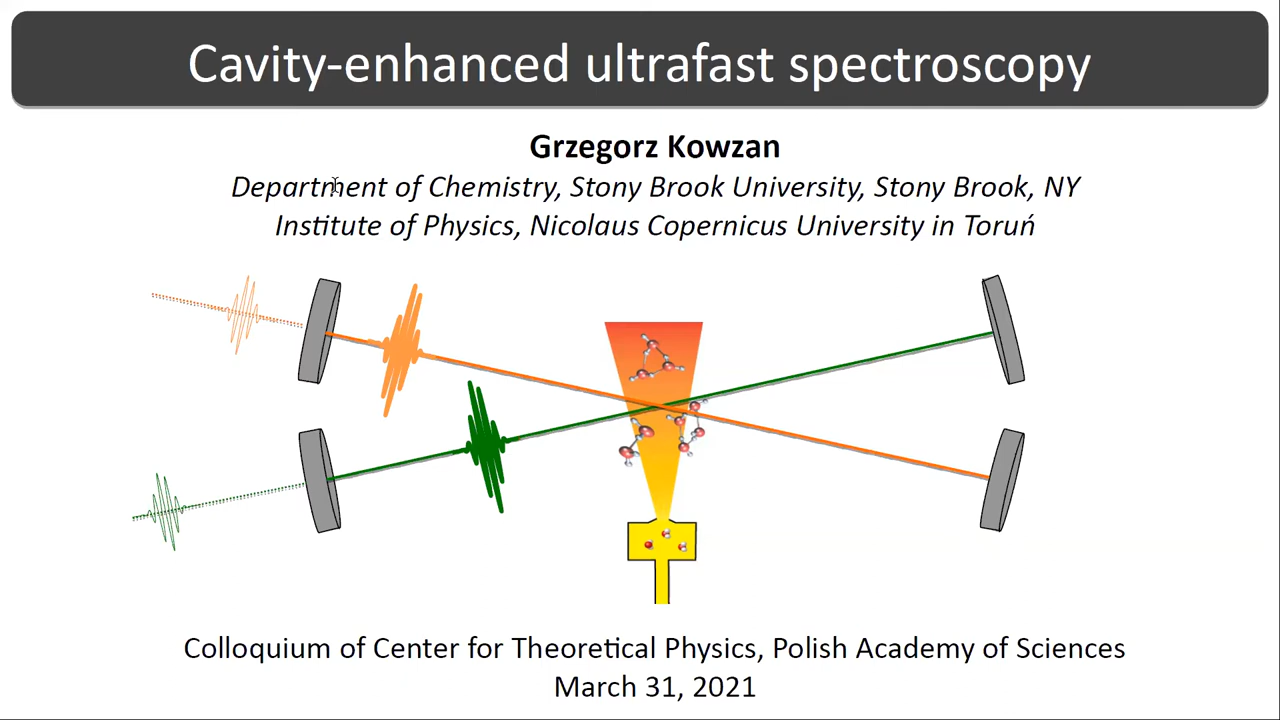 Cavity-enhanced ultrafast spectroscopy
Grzegorz Kowzan
Department of Chemistry, Stony Brook University, Stony Brook, NY
Institute of Physics, Nicolaus Copernicus University in Toruń
Colloquium of Center for Theoretical Physics, Polish Academy of Sciences
March 31, 2021